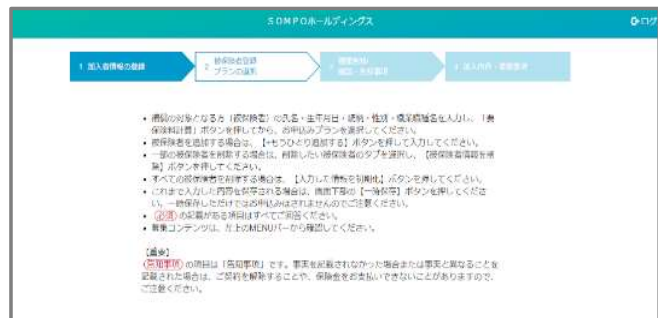 SOMPOホールディングス
ログ
1 加入者情報の登録
2 被保険者登録
プランの選択
3
4 加入内容・
• 補償の対象となる方（被保険者）の氏名・生年月日・続柄・性別・職業職種名を入力し、「要
保険料計算」ボタンを押してから、お申込みプランを選択してください。
• 被保険者を追加する場合は、【+もうひとり追加する】ボタンを押して入力してください。
• 一部の被保険者を削除する場合は、削除したい被保険者のタブを選択し、【被保険者情報を削
除】ボタンを押してください。
• すべての被保険者を削除する場合は、【入力した情報を初期化】ボタンを押してください。
• これまで入力した内容を保存される場合は、画面下部の【一時保存】ボタンを押してくださ
い。一時保存しただけではお申込みはされませんのでご注意ください。
• 必須 の記載がある項目はすべてご回答ください。
• 募集コンテンツは、左上のMENUバーから確認してください。
【重要】
告知事項 の項目は「告知事項」です。事実を記載されなかった場合または事実と異なることを
記載された場合は、ご契約を解除することや、保険金をお支払いできないことがありますので、
ご注意ください。